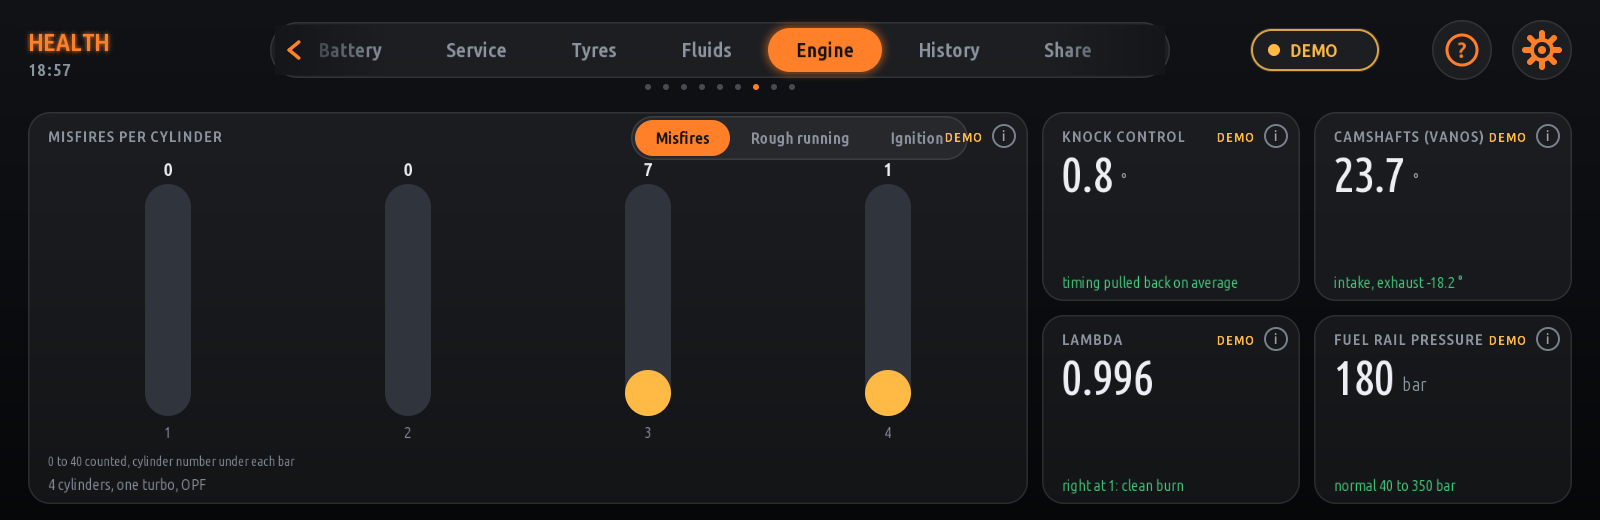 HEALTH
18:57
Battery
Service
Tyres
Fluids
Engine
History
Share
DEMO
?
MISFIRES PER CYLINDER
Misfires
Rough running
Ignition
DEMO
i
0
0
7
1
1
2
3
4
0 to 40 counted, cylinder number under each bar
4 cylinders, one turbo, OPF
KNOCK CONTROL
DEMO
i
0.8 °
timing pulled back on average
CAMSHAFTS (VANOS)
DEMO
i
23.7 °
intake, exhaust -18.2 °
LAMBDA
DEMO
i
0.996
right at 1: clean burn
FUEL RAIL PRESSURE
DEMO
i
180 bar
normal 40 to 350 bar